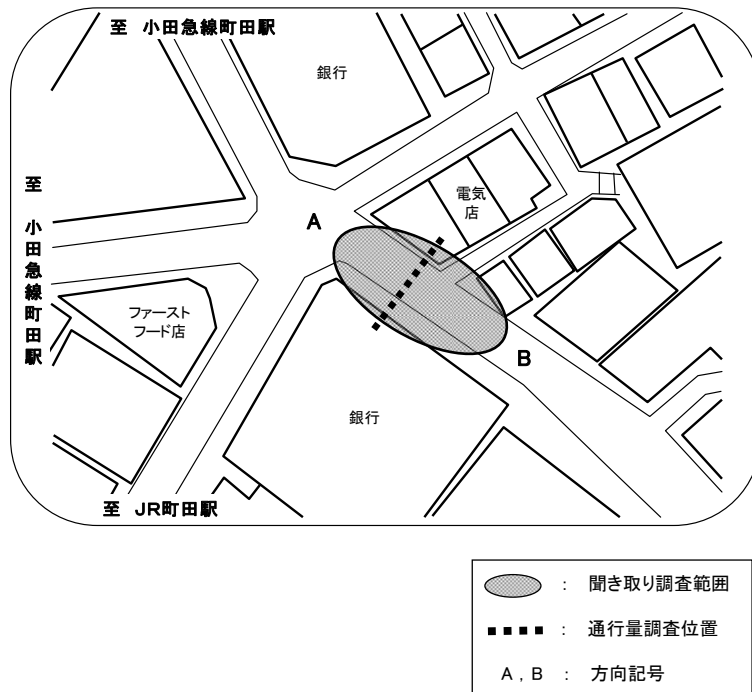 至 小田急線町田駅
銀行
至 小田急線町田駅
電気
店
A
ファースト
フード店
B
銀行
至 JR町田駅
: 聞き取り調査範囲
: 通行量調査位置
A , B : 方向記号